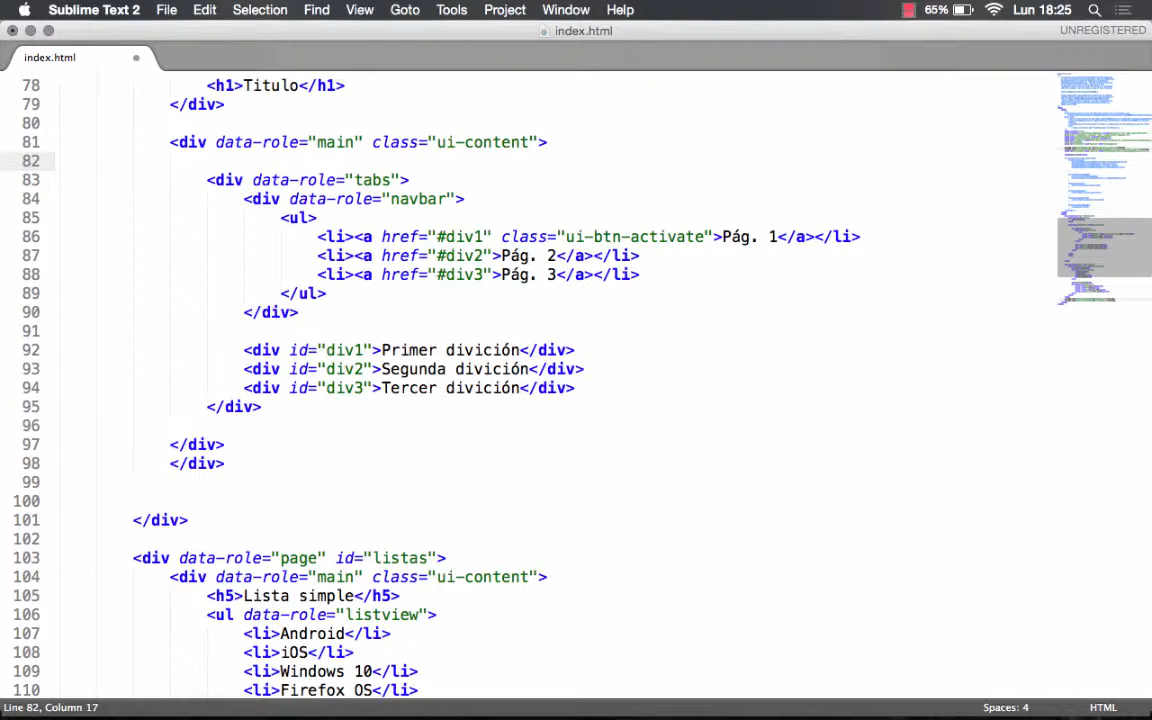 Sublime Text 2 File Edit Selection Find View Goto Tools Project Window Help 65% Lun 18:25
index.html
UNREGISTERED
index.html
78 <h1>Titulo</h1>
79 </div>
80
81 <div data-role="main" class="ui-content">
82
83 <div data-role="tabs">
84 <div data-role="navbar">
85 <ul>
86 <li><a href="#div1" class="ui-btn-activate">Pág. 1</a></li>
87 <li><a href="#div2">Pág. 2</a></li>
88 <li><a href="#div3">Pág. 3</a></li>
89 </ul>
90 </div>
91
92 <div id="div1">Primer divición</div>
93 <div id="div2">Segunda divición</div>
94 <div id="div3">Tercer divición</div>
95 </div>
96
97 </div>
98 </div>
99
100
101 </div>
102
103 <div data-role="page" id="listas">
104 <div data-role="main" class="ui-content">
105 <h5>Lista simple</h5>
106 <ul data-role="listview">
107 <li>Android</li>
108 <li>iOS</li>
109 <li>Windows 10</li>
110 <li>Firefox OS</li>
Line 82, Column 17 Spaces: 4 HTML